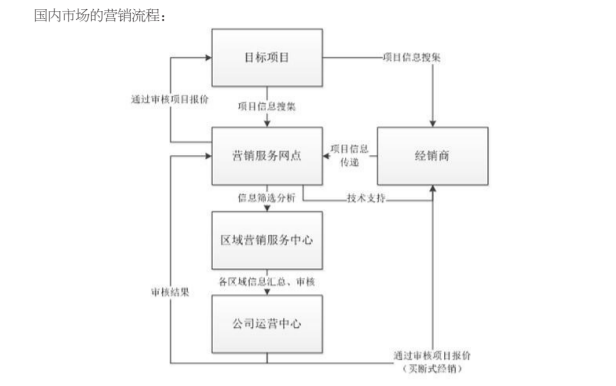 国内市场的营销流程：
目标项目
项目信息搜集
通过审核项目报价
项目信息搜集
营销服务网点
项目信息
传递
经销商
信息筛选分析
技术支持
区域营销服务中心
各区域信息汇总、审核
审核结果
公司运营中心
通过审核项目报价
（买断式经销）